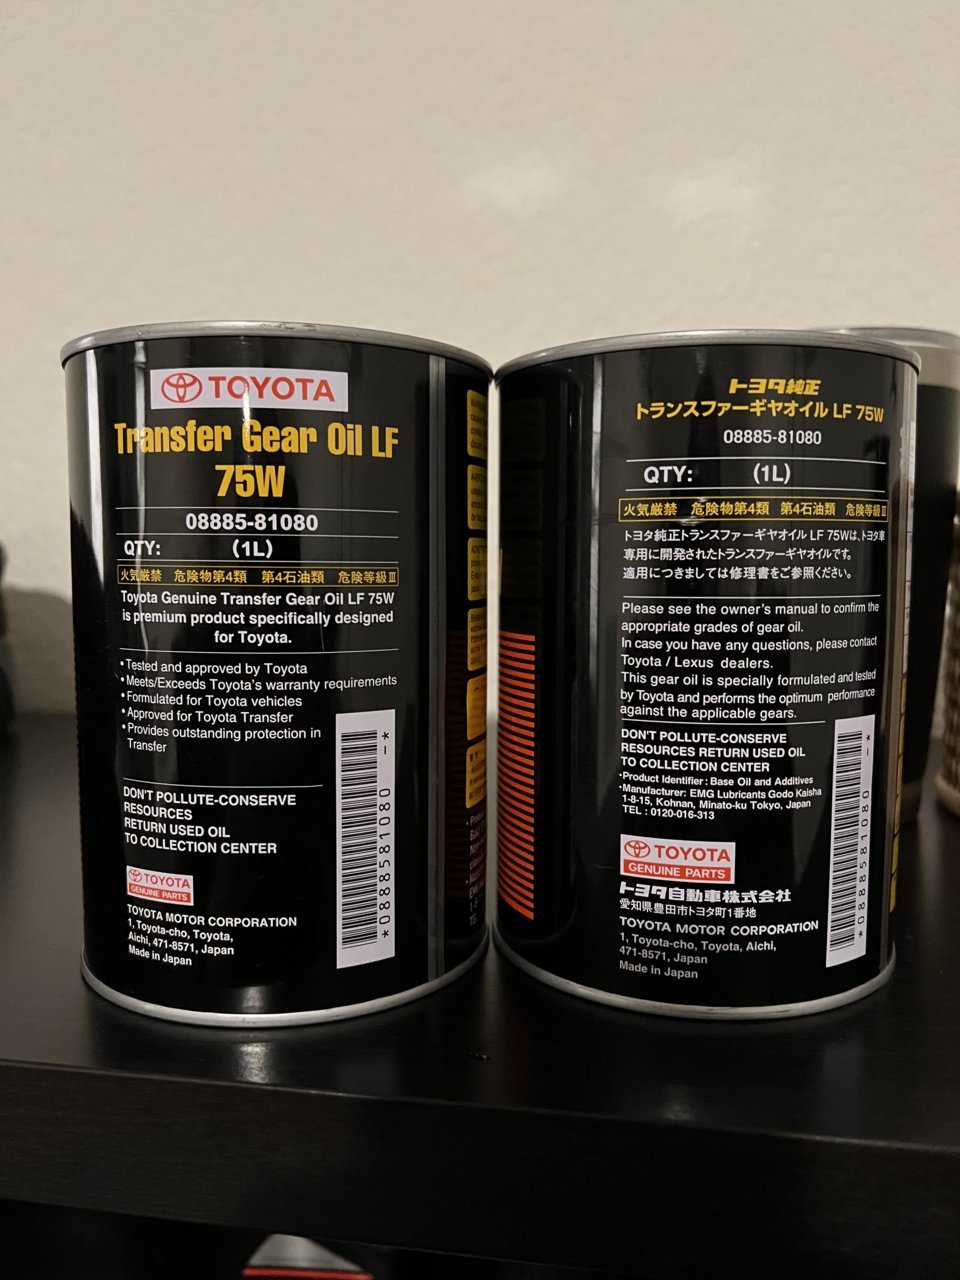 TOYOTA
Transfer Gear Oil LF
75W
08885-81080
QTY: (1L)
火気厳禁 危険物第4類 第4石油類 危険等級Ⅲ
Toyota Genuine Transfer Gear Oil LF 75W
is premium product specifically designed
for Toyota.
•Tested and approved by Toyota
•Meets/Exceeds Toyota's warranty requirements
•Formulated for Toyota vehicles
•Approved for Toyota Transfer
•Provides outstanding protection in
Transfer
DON'T POLLUTE-CONSERVE
RESOURCES
RETURN USED OIL
TO COLLECTION CENTER
TOYOTA
GENUINE PARTS
TOYOTA MOTOR CORPORATION
1, Toyota-cho, Toyota,
Aichi, 471-8571, Japan
Made in Japan
*0888581080-*
トヨタ純正
トランスファーギヤオイル LF 75W
08885-81080
QTY: (1L)
火気厳禁 危険物第4類 第4石油類 危険等級Ⅲ
トヨタ純正トランスファーギヤオイル LF 75Wは、トヨタ車
専用に開発されたトランスファーギヤオイルです。
適用につきましては修理書をご参照ください。
Please see the owner's manual to confirm the
appropriate grades of gear oil.
In case you have any questions, please contact
Toyota / Lexus dealers.
This gear oil is specially formulated and tested
by Toyota and performs the optimum performance
against the applicable gears.
DON'T POLLUTE-CONSERVE
RESOURCES RETURN USED OIL
TO COLLECTION CENTER
•Product Identifier : Base Oil and Additives
•Manufacturer: EMG Lubricants Godo Kaisha
1-8-15, Kohnan, Minato-ku Tokyo, Japan
TEL : 0120-016-313
TOYOTA
GENUINE PARTS
トヨタ自動車株式会社
愛知県豊田市トヨタ町1番地
TOYOTA MOTOR CORPORATION
1, Toyota-cho, Toyota, Aichi,
471-8571, Japan
Made in Japan
*0888581080-*